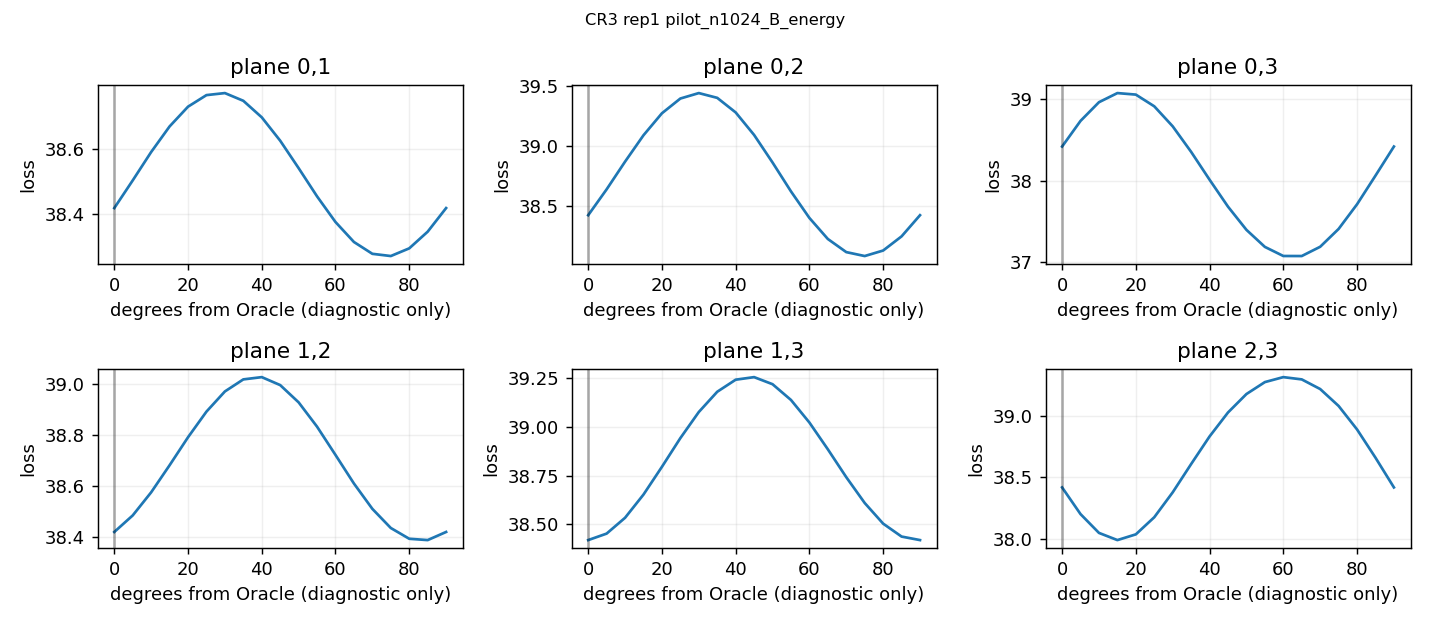 CR3 rep1 pilot_n1024_B_energy
plane 0,1
loss
38.6
38.4
0 20 40 60 80
degrees from Oracle (diagnostic only)
plane 0,2
loss
39.5
39.0
38.5
0 20 40 60 80
degrees from Oracle (diagnostic only)
plane 0,3
loss
39
38
37
0 20 40 60 80
degrees from Oracle (diagnostic only)
plane 1,2
loss
39.0
38.8
38.6
38.4
0 20 40 60 80
degrees from Oracle (diagnostic only)
plane 1,3
loss
39.25
39.00
38.75
38.50
0 20 40 60 80
degrees from Oracle (diagnostic only)
plane 2,3
loss
39.0
38.5
38.0
0 20 40 60 80
degrees from Oracle (diagnostic only)